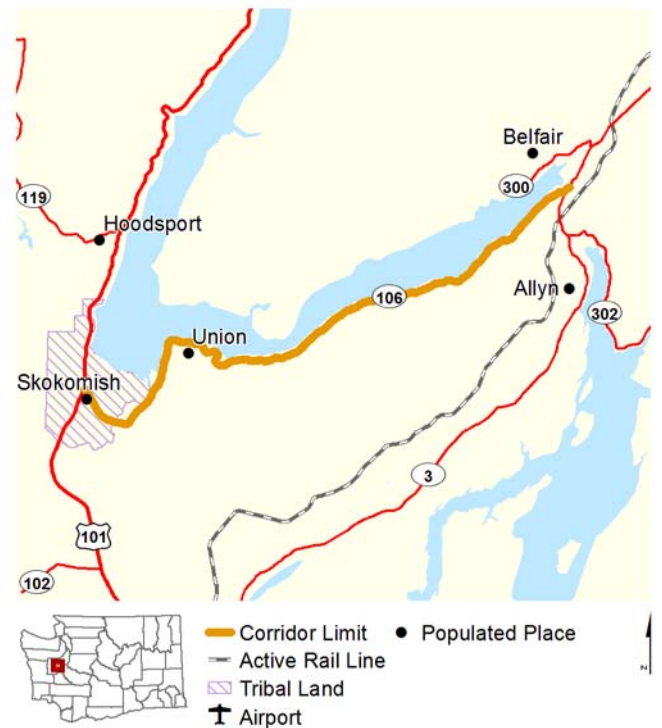 Belfair
300
119
Hoodsport
106
Allyn
Union
302
Skokomish
3
101
102
Corridor Limit
Populated Place
Active Rail Line
Tribal Land
Airport
N